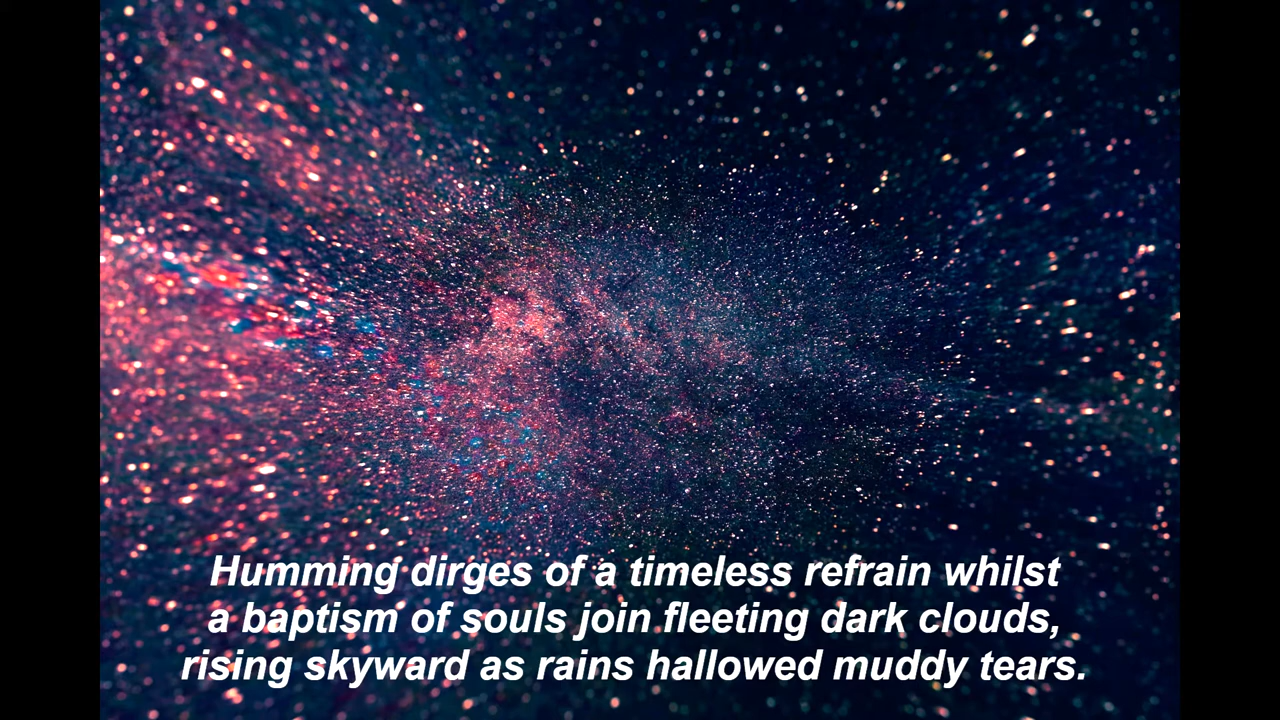 Humming dirges of a timeless refrain whilst
a baptism of souls join fleeting dark clouds,
rising skyward as rains hallowed muddy tears.